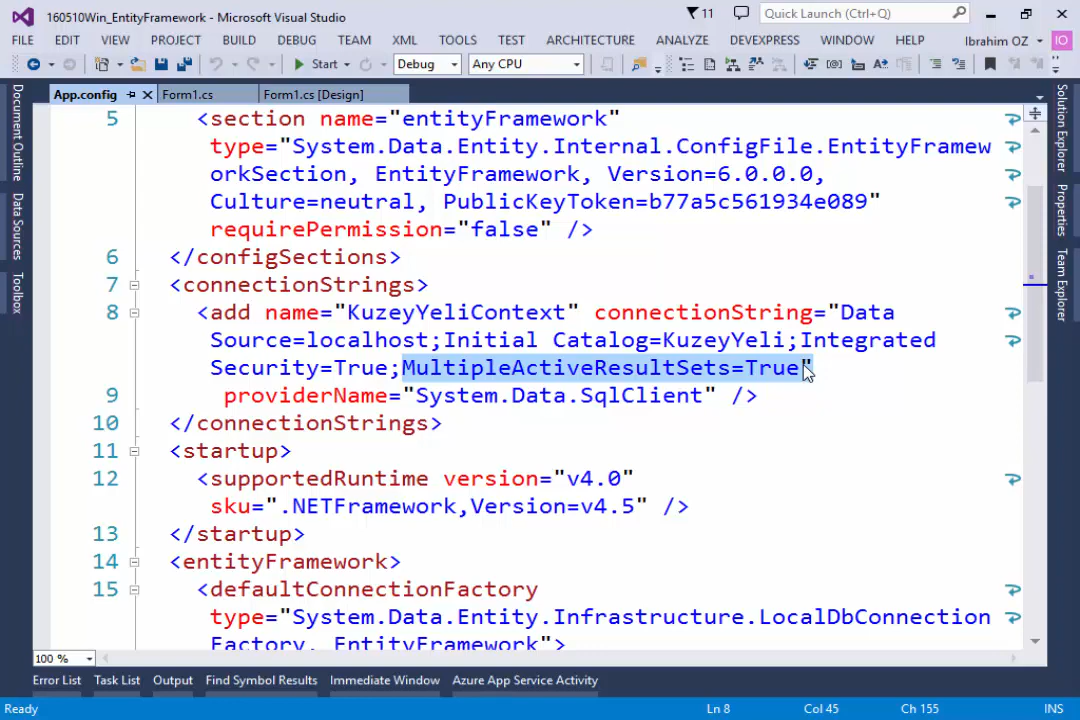 160510Win_EntityFramework - Microsoft Visual Studio
11
Quick Launch (Ctrl+Q)
FILE EDIT VIEW PROJECT BUILD DEBUG TEAM XML TOOLS TEST ARCHITECTURE ANALYZE DEVEXPRESS WINDOW HELP Ibrahim OZ IO
Start Debug Any CPU
App.config Form1.cs Form1.cs [Design]
Document Outline
Data Sources
Toolbox
5 <section name="entityFramework"
type="System.Data.Entity.Internal.ConfigFile.EntityFramew
orkSection, EntityFramework, Version=6.0.0.0,
Culture=neutral, PublicKeyToken=b77a5c561934e089"
requirePermission="false" />
6 </configSections>
7 <connectionStrings>
8 <add name="KuzeyYeliContext" connectionString="Data
Source=localhost;Initial Catalog=KuzeyYeli;Integrated
Security=True;MultipleActiveResultSets=True"
9 providerName="System.Data.SqlClient" />
10 </connectionStrings>
11 <startup>
12 <supportedRuntime version="v4.0"
sku=".NETFramework,Version=v4.5" />
13 </startup>
14 <entityFramework>
15 <defaultConnectionFactory
type="System.Data.Entity.Infrastructure.LocalDbConnection
Factory, EntityFramework">
Solution Explorer
Properties
Team Explorer
100 %
Error List Task List Output Find Symbol Results Immediate Window Azure App Service Activity
Ready Ln 8 Col 45 Ch 155 INS